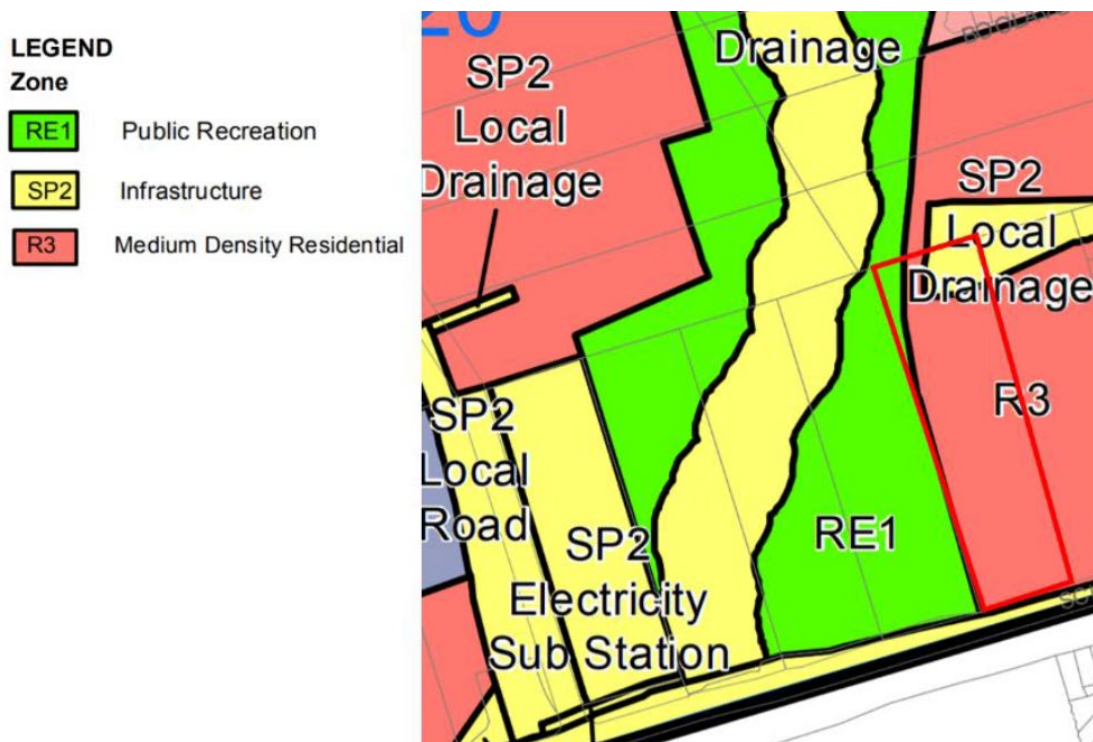 LEGEND
Zone
RE1 Public Recreation
SP2 Infrastructure
R3 Medium Density Residential
20
Drainage
SP2
Local
Drainage
SP2
Local
Drainage
R3
SP2
Local
Road
RE1
SP2
Electricity
Sub Station